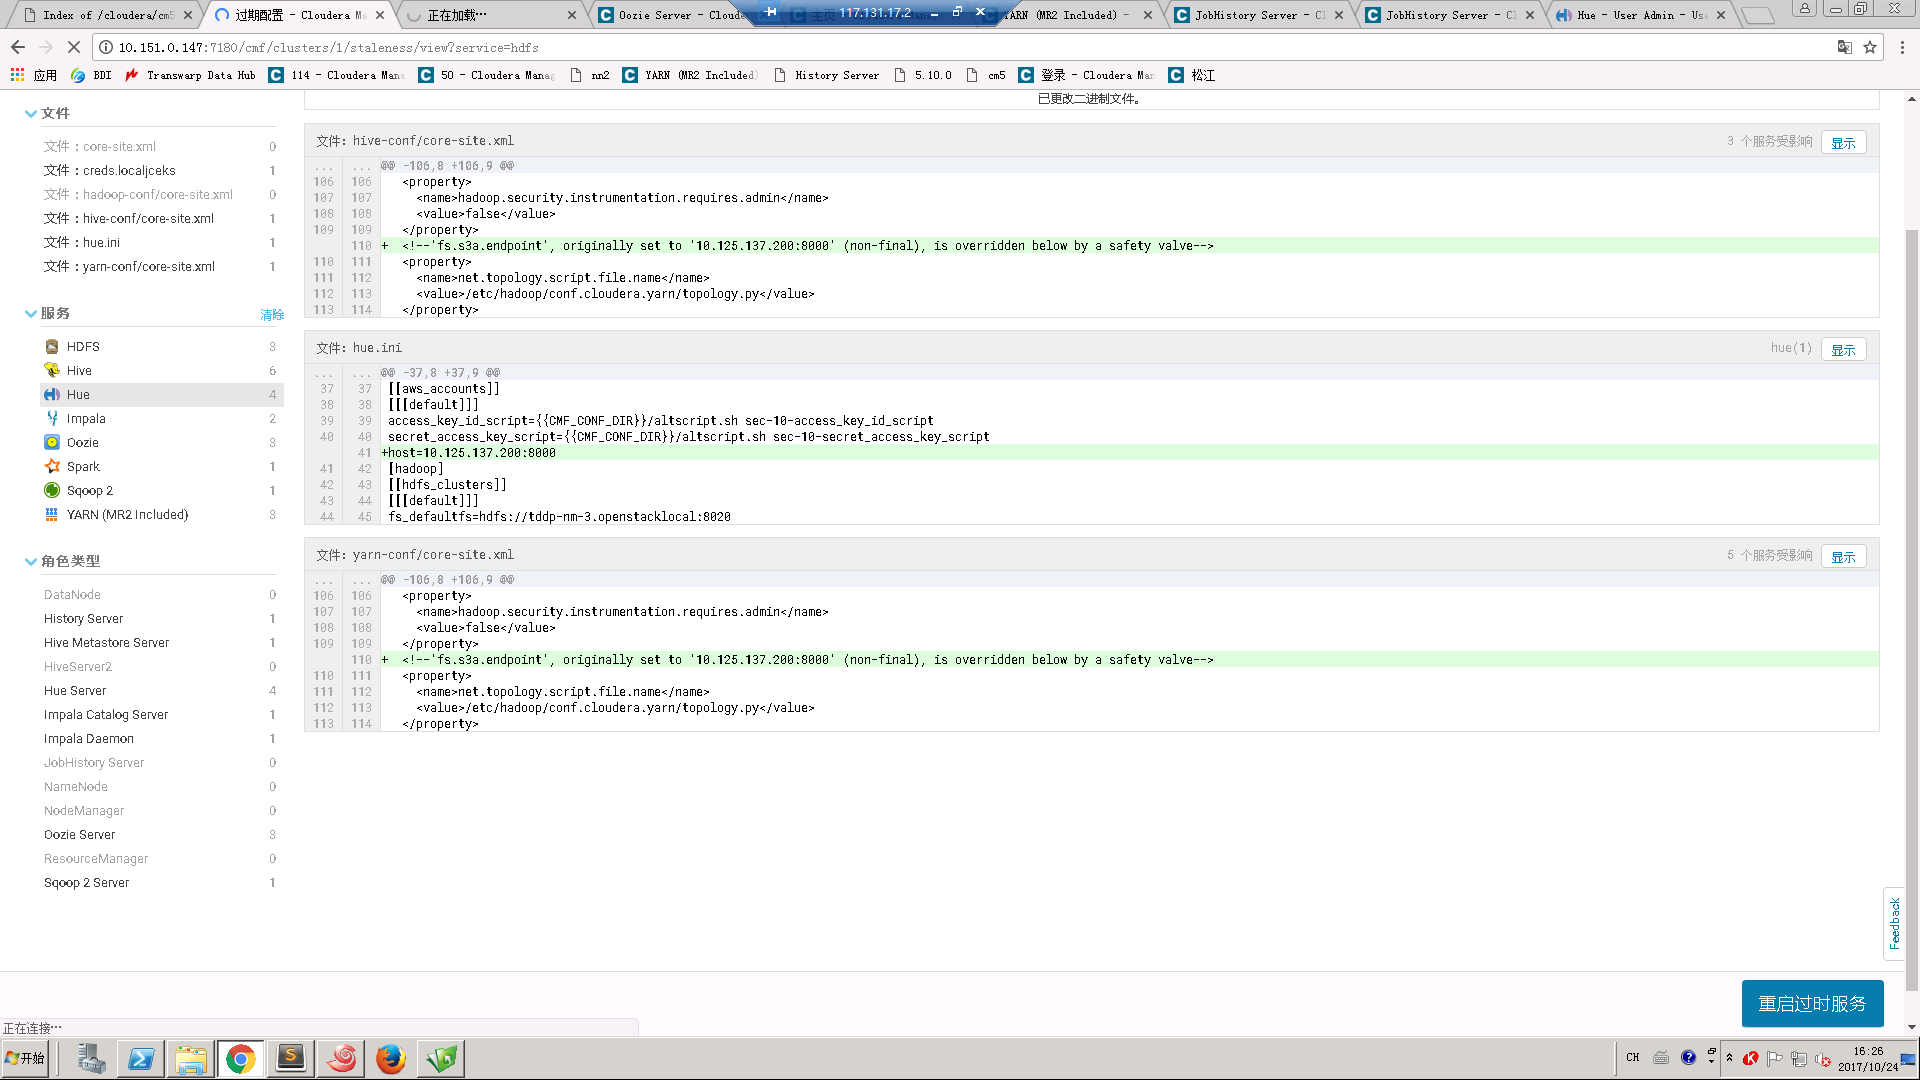 Index of /cloudera/cm5
过期配置 - Cloudera Ma
正在加载…
Oozie Server - Cloude
主页
117.131.17.2
YARN (MR2 Included) -
JobHistory Server - Cl
JobHistory Server - Cl
Hue - User Admin - Us
10.151.0.147:7180/cmf/clusters/1/staleness/view?service=hdfs
应用 BDI Transwarp Data Hub 114 - Cloudera Mana 50 - Cloudera Manag nn2 YARN (MR2 Included) History Server 5.10.0 cm5 登录 - Cloudera Man 松江
已更改二进制文件。
文件
文件：core-site.xml 0
文件：creds.localjceks 1
文件：hadoop-conf/core-site.xml 0
文件：hive-conf/core-site.xml 1
文件：hue.ini 1
文件：yarn-conf/core-site.xml 1
服务 清除
HDFS 3
Hive 6
Hue 4
Impala 2
Oozie 3
Spark 1
Sqoop 2 1
YARN (MR2 Included) 3
角色类型
DataNode 0
History Server 1
Hive Metastore Server 1
HiveServer2 0
Hue Server 4
Impala Catalog Server 1
Impala Daemon 1
JobHistory Server 0
NameNode 0
NodeManager 0
Oozie Server 3
ResourceManager 0
Sqoop 2 Server 1
文件: hive-conf/core-site.xml 3 个服务受影响 显示
... ... @@ -106,8 +106,9 @@
106 106 <property>
107 107 <name>hadoop.security.instrumentation.requires.admin</name>
108 108 <value>false</value>
109 109 </property>
110 + <!--'fs.s3a.endpoint', originally set to '10.125.137.200:8000' (non-final), is overridden below by a safety valve-->
110 111 <property>
111 112 <name>net.topology.script.file.name</name>
112 113 <value>/etc/hadoop/conf.cloudera.yarn/topology.py</value>
113 114 </property>
文件: hue.ini hue(1) 显示
... ... @@ -37,8 +37,9 @@
37 37 [[aws_accounts]]
38 38 [[[default]]]
39 39 access_key_id_script={{CMF_CONF_DIR}}/altscript.sh sec-10-access_key_id_script
40 40 secret_access_key_script={{CMF_CONF_DIR}}/altscript.sh sec-10-secret_access_key_script
41 +host=10.125.137.200:8000
41 42 [hadoop]
42 43 [[hdfs_clusters]]
43 44 [[[default]]]
44 45 fs_defaultfs=hdfs://tddp-nm-3.openstacklocal:8020
文件: yarn-conf/core-site.xml 5 个服务受影响 显示
... ... @@ -106,8 +106,9 @@
106 106 <property>
107 107 <name>hadoop.security.instrumentation.requires.admin</name>
108 108 <value>false</value>
109 109 </property>
110 + <!--'fs.s3a.endpoint', originally set to '10.125.137.200:8000' (non-final), is overridden below by a safety valve-->
110 111 <property>
111 112 <name>net.topology.script.file.name</name>
112 113 <value>/etc/hadoop/conf.cloudera.yarn/topology.py</value>
113 114 </property>
Feedback
重启过时服务
正在连接…
开始
CH
16:26
2017/10/24